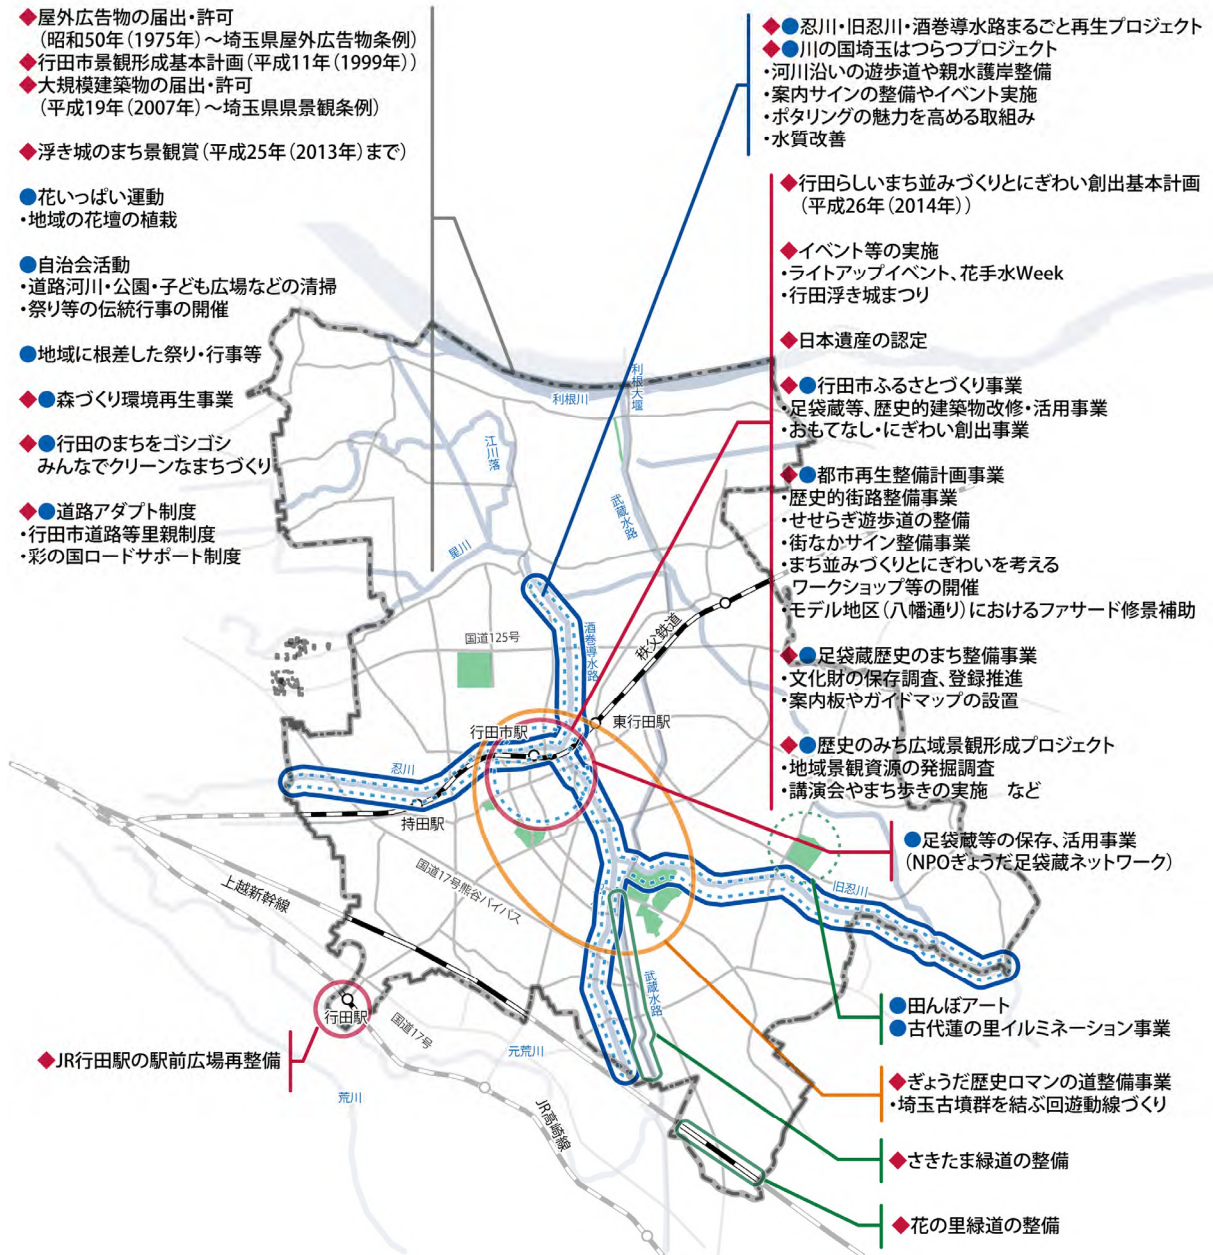 ◆屋外広告物の届出・許可
（昭和50年（1975年）～埼玉県屋外広告物条例）
◆行田市景観形成基本計画（平成11年（1999年））
◆大規模建築物の届出・許可
（平成19年（2007年）～埼玉県県景観条例）
◆浮き城のまち景観賞（平成25年（2013年）まで）
●花いっぱい運動
・地域の花壇の植栽
●自治会活動
・道路河川・公園・子ども広場などの清掃
・祭り等の伝統行事の開催
●地域に根差した祭り・行事等
◆●森づくり環境再生事業
◆●行田のまちをゴシゴシ
みんなでクリーンなまちづくり
◆●道路アダプト制度
・行田市道路等里親制度
・彩の国ロードサポート制度
◆●忍川・旧忍川・酒巻導水路まるごと再生プロジェクト
◆●川の国埼玉はつらつプロジェクト
・河川沿いの遊歩道や親水護岸整備
・案内サインの整備やイベント実施
・ポタリングの魅力を高める取組み
・水質改善
◆行田らしいまち並みづくりとにぎわい創出基本計画
（平成26年（2014年））
◆イベント等の実施
・ライトアップイベント、花手水Week
・行田浮き城まつり
◆日本遺産の認定
◆●行田市ふるさとづくり事業
・足袋蔵等、歴史的建築物改修・活用事業
・おもてなし・にぎわい創出事業
◆●都市再生整備計画事業
・歴史的街路整備事業
・せせらぎ遊歩道の整備
・街なかサイン整備事業
・まち並みづくりとにぎわいを考える
ワークショップ等の開催
・モデル地区（八幡通り）におけるファサード修景補助
◆●足袋蔵歴史のまち整備事業
・文化財の保存調査、登録推進
・案内板やガイドマップの設置
◆●歴史のみち広域景観形成プロジェクト
・地域景観資源の発掘調査
・講演会やまち歩きの実施　など
●足袋蔵等の保存、活用事業
（NPOぎょうだ足袋蔵ネットワーク）
●田んぼアート
●古代蓮の里イルミネーション事業
◆ぎょうだ歴史ロマンの道整備事業
・埼玉古墳群を結ぶ回遊動線づくり
◆さきたま緑道の整備
◆花の里緑道の整備
◆JR行田駅の駅前広場再整備
利根川
利根大堰
江川落
武蔵水路
星川
酒巻導水路
国道125号
秩父鉄道
東行田駅
行田市駅
忍川
持田駅
国道17号熊谷バイパス
旧忍川
上越新幹線
武蔵水路
行田駅
国道17号
元荒川
荒川
JR高崎線